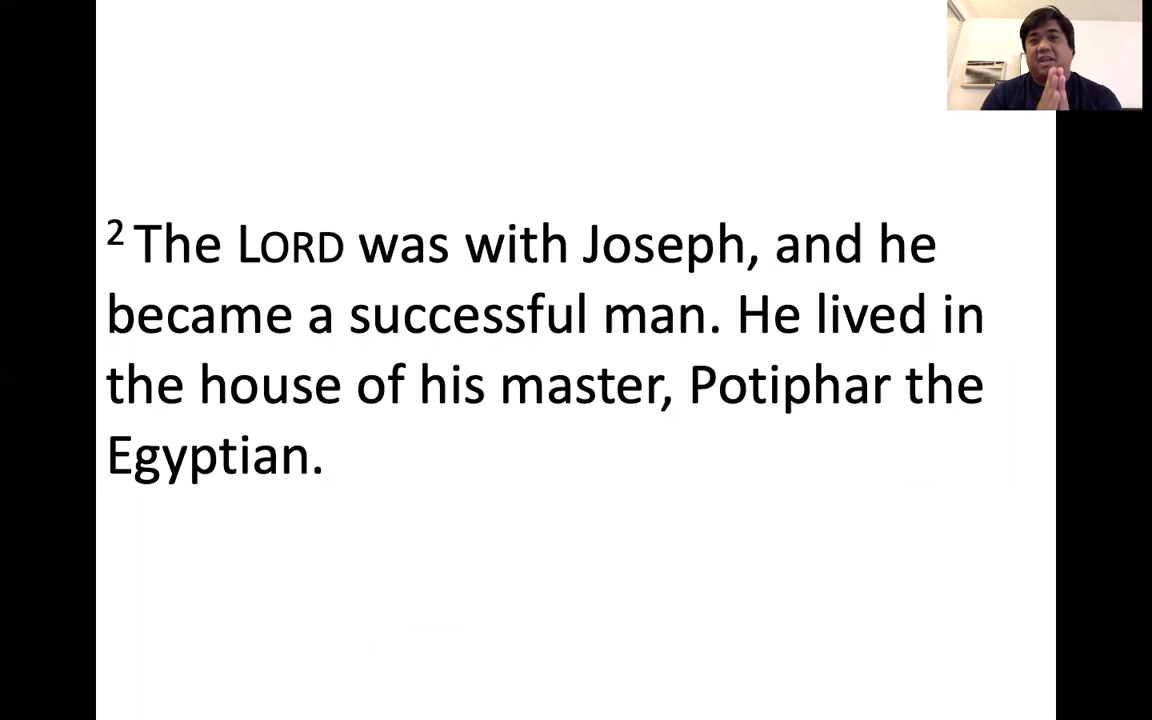 2 The LORD was with Joseph, and he
became a successful man. He lived in
the house of his master, Potiphar the
Egyptian.